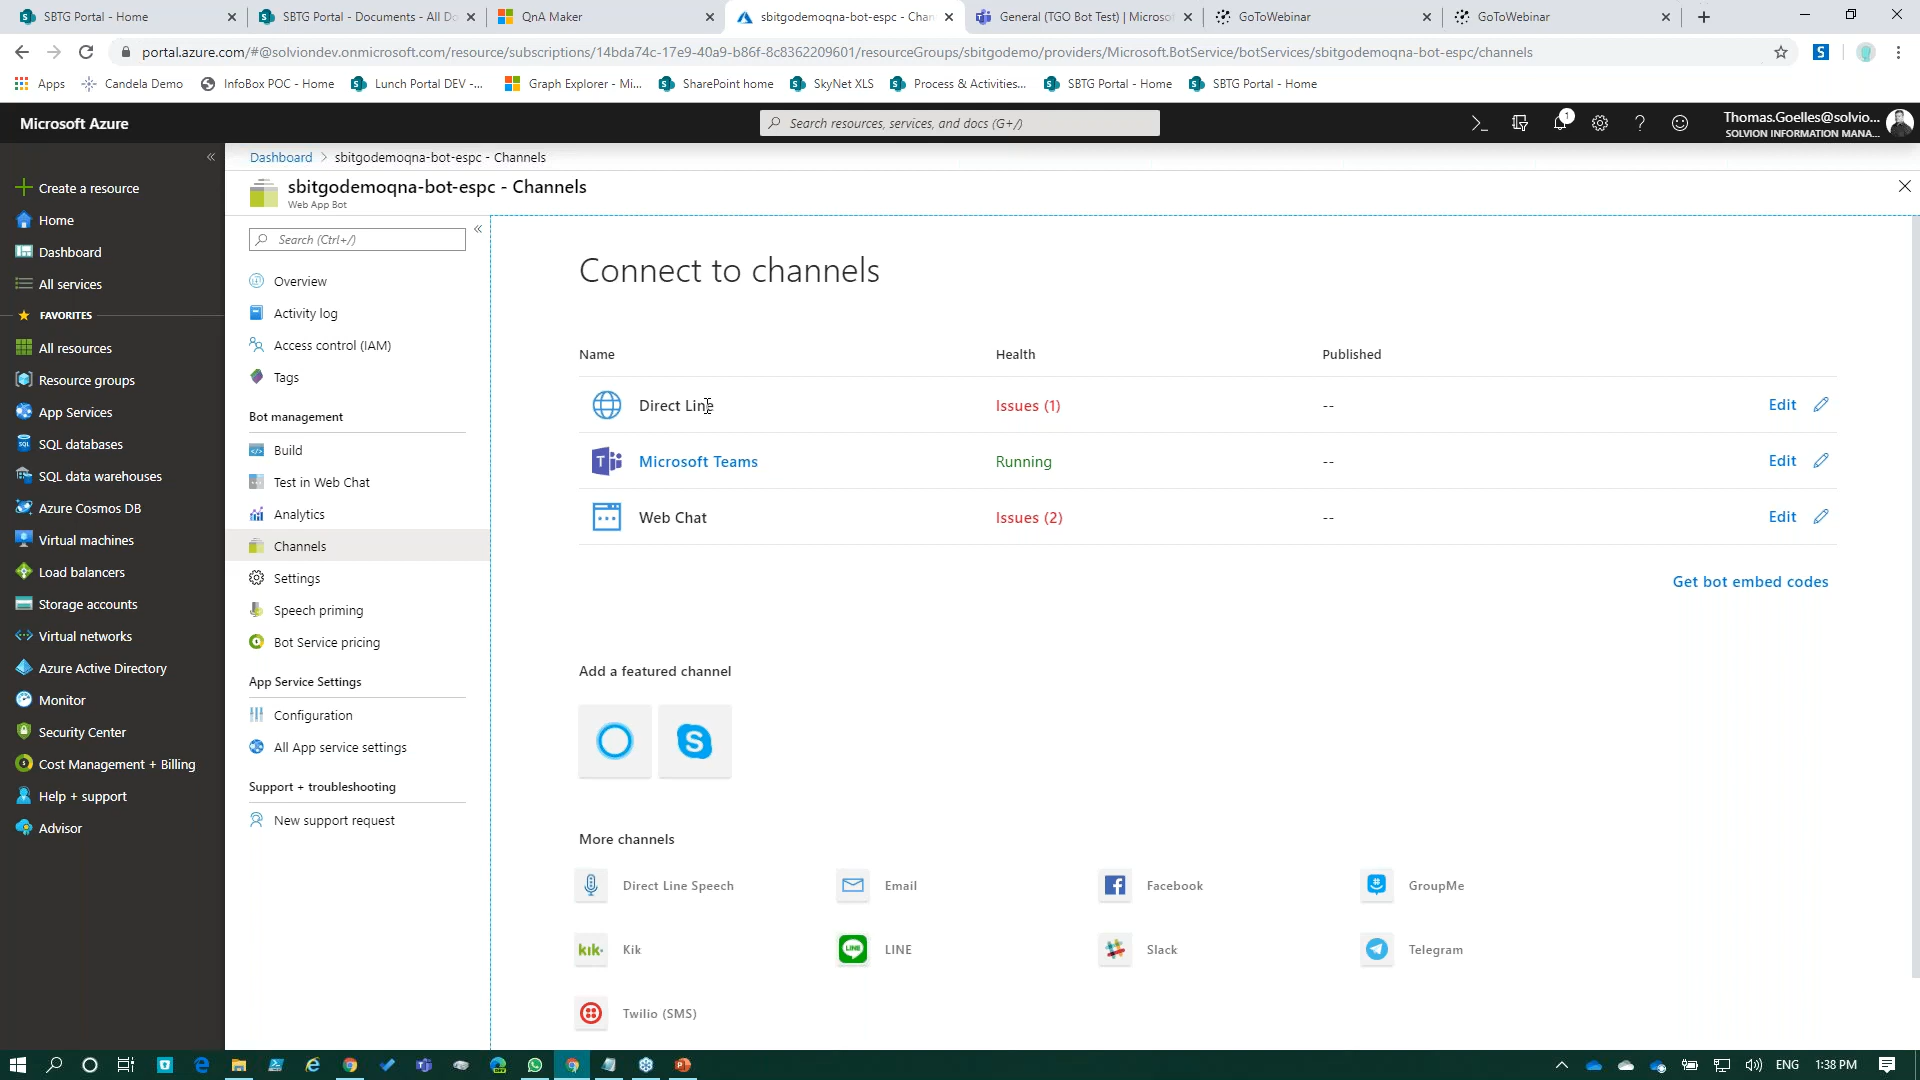 SBTG Portal - Home
SBTG Portal - Documents - All Do
QnA Maker
sbitgodemoqna-bot-espc - Chan
General (TGO Bot Test) | Microso
GoToWebinar
GoToWebinar
portal.azure.com/#@solviondev.onmicrosoft.com/resource/subscriptions/14bda74c-17e9-40a9-b86f-8c8362209601/resourceGroups/sbitgodemo/providers/Microsoft.BotService/botServices/sbitgodemoqna-bot-espc/channels
Apps
Candela Demo
InfoBox POC - Home
Lunch Portal DEV -...
Graph Explorer - Mi...
SharePoint home
SkyNet XLS
Process & Activities...
SBTG Portal - Home
SBTG Portal - Home
Microsoft Azure
Search resources, services, and docs (G+/)
1
Thomas.Goelles@solvio...
SOLVION INFORMATION MANA...
Create a resource
Home
Dashboard
All services
FAVORITES
All resources
Resource groups
App Services
SQL databases
SQL data warehouses
Azure Cosmos DB
Virtual machines
Load balancers
Storage accounts
Virtual networks
Azure Active Directory
Monitor
Security Center
Cost Management + Billing
Help + support
Advisor
Dashboard > sbitgodemoqna-bot-espc - Channels
sbitgodemoqna-bot-espc - Channels
Web App Bot
Search (Ctrl+/)
Overview
Activity log
Access control (IAM)
Tags
Bot management
Build
Test in Web Chat
Analytics
Channels
Settings
Speech priming
Bot Service pricing
App Service Settings
Configuration
All App service settings
Support + troubleshooting
New support request
Connect to channels
Name Health Published
Direct Line Issues (1) -- Edit
Microsoft Teams Running -- Edit
Web Chat Issues (2) -- Edit
Get bot embed codes
Add a featured channel
More channels
Direct Line Speech
Email
Facebook
GroupMe
Kik
LINE
Slack
Telegram
Twilio (SMS)
ENG
1:38 PM